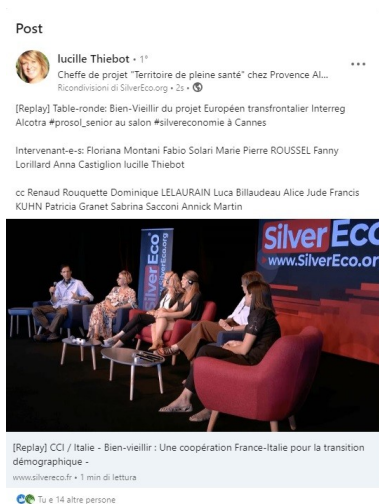 Post
lucille Thiebot • 1°
Cheffe de projet "Territoire de pleine santé" chez Provence Al...
Ricondivisioni di SilverEco.org • 2s •
[Replay] Table-ronde: Bien-Vieillir du projet Européen transfrontalier Interreg
Alcotra #prosol_senior au salon #silvereconomie à Cannes
Intervenant-e-s: Floriana Montani Fabio Solari Marie Pierre ROUSSEL Fanny
Lorillard Anna Castiglion lucille Thiebot
cc Renaud Rouquette Dominique LELAURAIN Luca Billaudeau Alice Jude Francis
KUHN Patricia Granet Sabrina Sacconi Annick Martin
SilverEco.org
Silver Eco
www.SilverEco.org
[Replay] CCI / Italie - Bien-vieillir : Une coopération France-Italie pour la transition
démographique -
www.silvereco.fr • 1 min di lettura
Tu e 14 altre persone